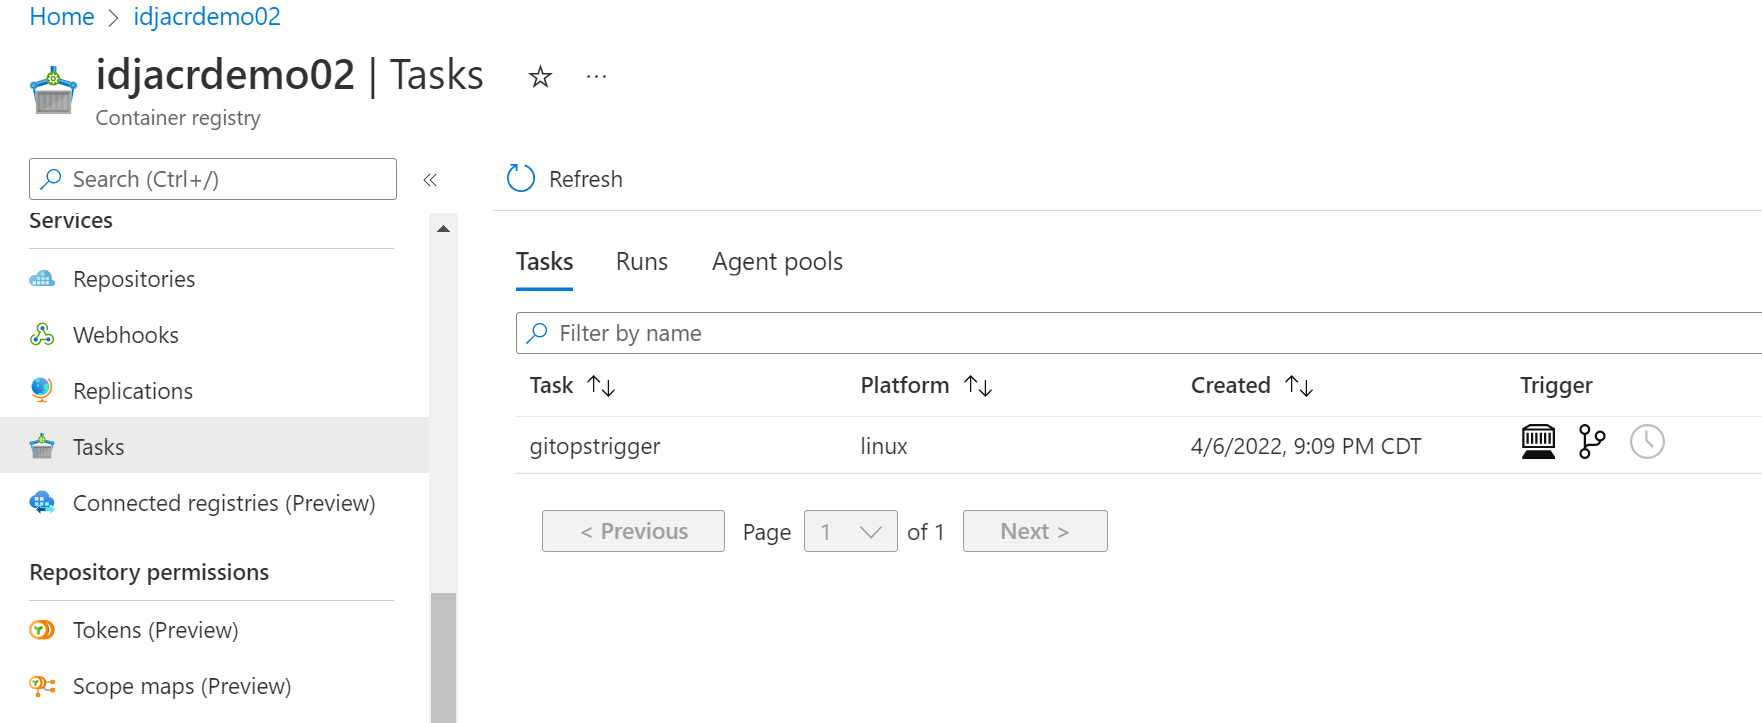 Home > idjacrdemo02
idjacrdemo02 | Tasks
Container registry
Search (Ctrl+/)
«
Services
Repositories
Webhooks
Replications
Tasks
Connected registries (Preview)
Repository permissions
Tokens (Preview)
Scope maps (Preview)
Refresh
Tasks Runs Agent pools
Filter by name
Task ↑↓ Platform ↑↓ Created ↑↓ Trigger
gitopstrigger linux 4/6/2022, 9:09 PM CDT
< Previous Page 1 of 1 Next >